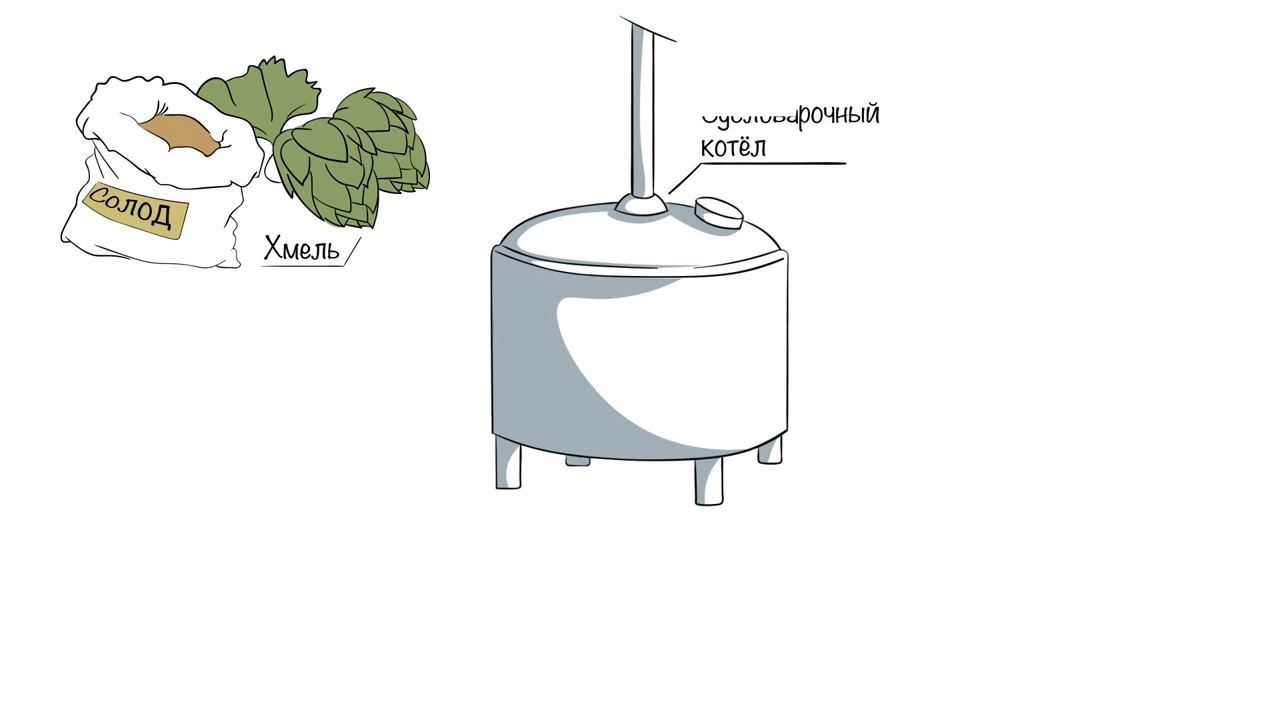 Солод
Хмель
Сусловарочный
котёл